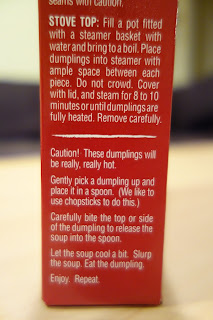 seams with caution.
STOVE TOP: Fill a pot fitted
with a steamer basket with
water and bring to a boil. Place
dumplings into steamer with
ample space between each
piece. Do not crowd. Cover
with lid, and steam for 8 to 10
minutes or until dumplings are
fully heated. Remove carefully.
Caution! These dumplings will
be really, really hot.
Gently pick a dumpling up and
place it in a spoon. (We like to
use chopsticks to do this.)
Carefully bite the top or side
of the dumpling to release the
soup into the spoon.
Let the soup cool a bit. Slurp
the soup. Eat the dumpling.
Enjoy. Repeat.